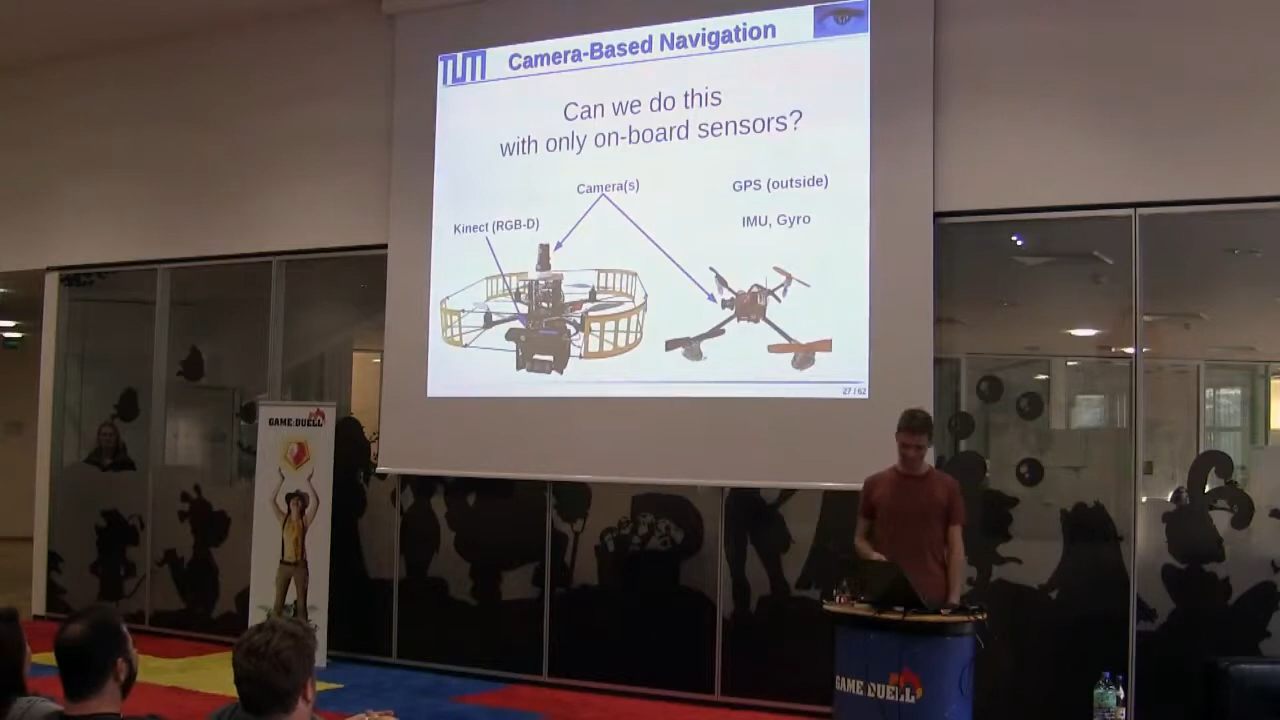 TUM
Camera-Based Navigation
Can we do this
with only on-board sensors?
Camera(s)
GPS (outside)
Kinect (RGB-D)
IMU, Gyro
27 / 62
GAME DUELL
GAME DUELL